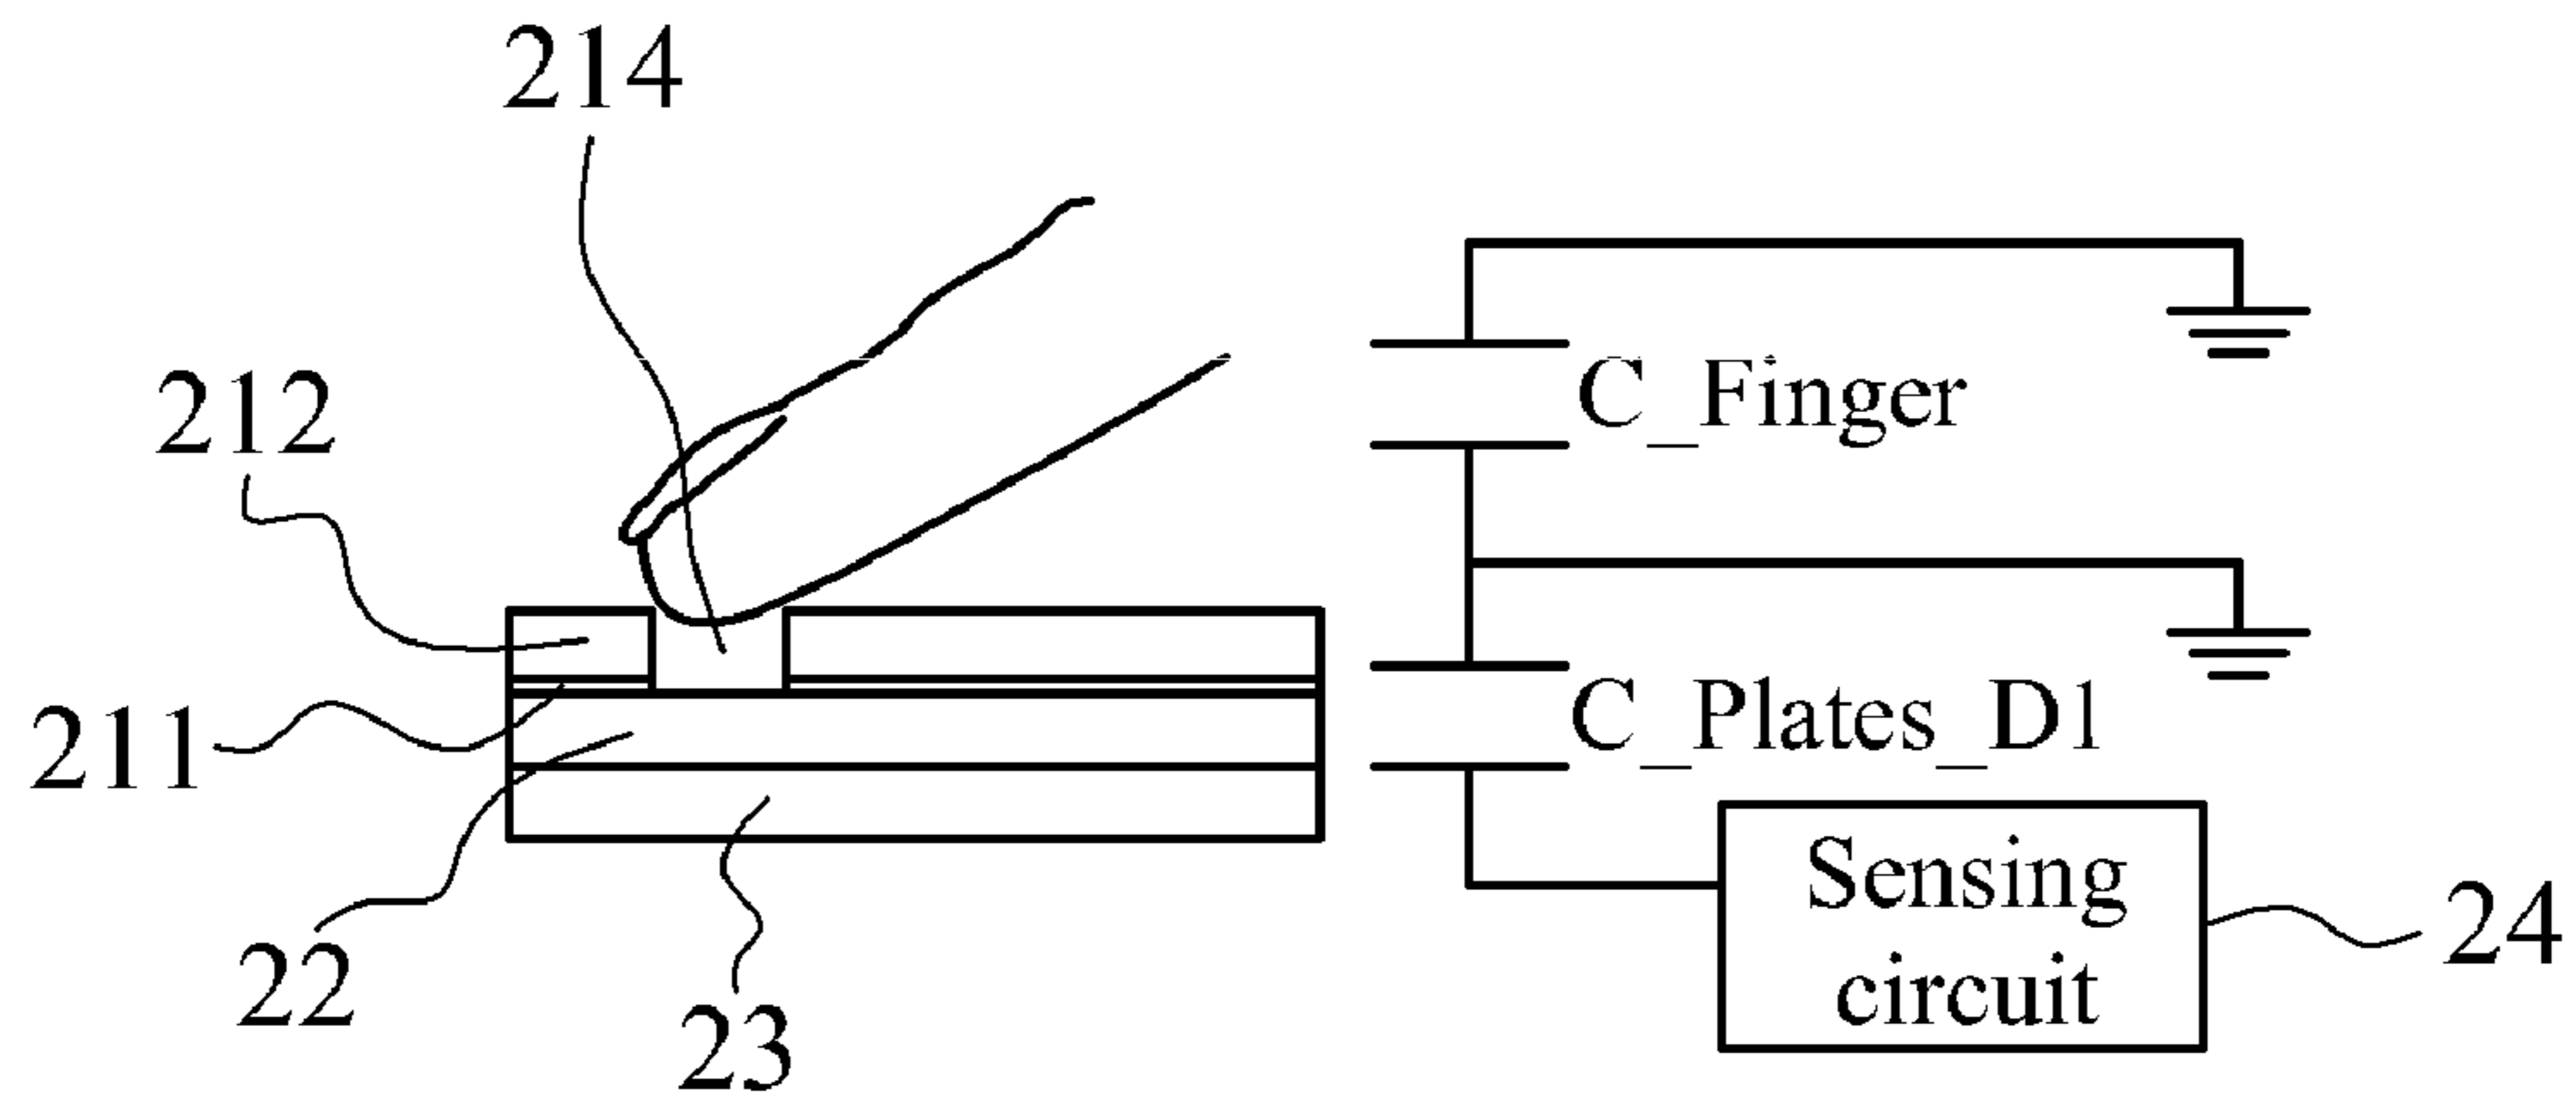 214
212
211
22
23
C_Finger
C_Plates_D1
Sensing
circuit
24